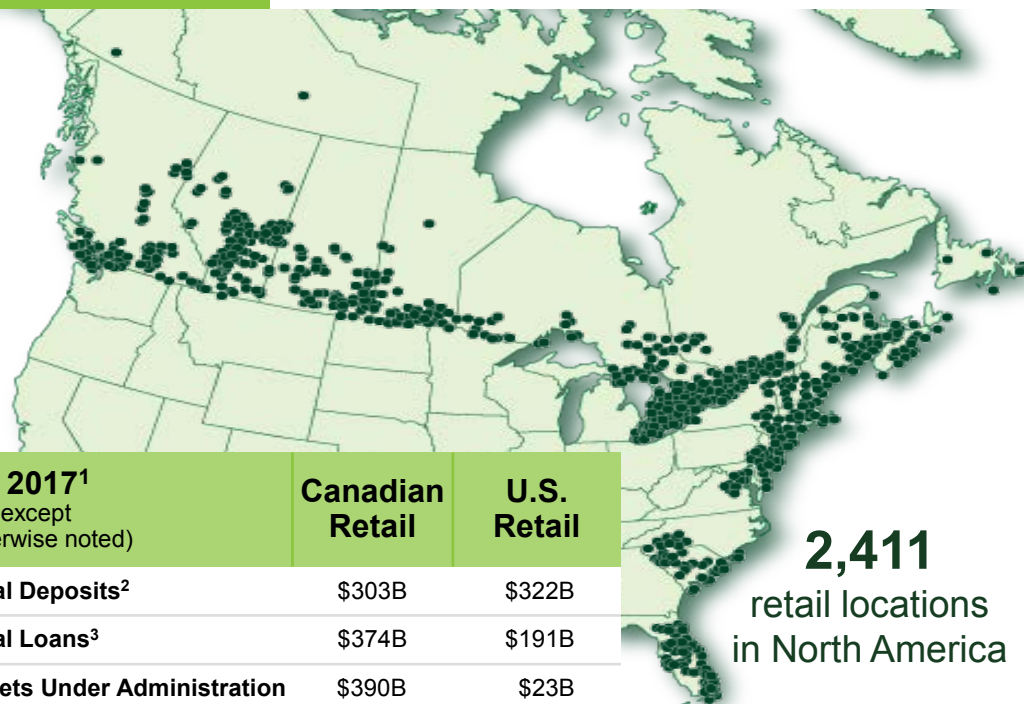 2017¹
except
rwise noted)
Canadian
Retail
U.S.
Retail
al Deposits²
$303B
$322B
al Loans³
$374B
$191B
ets Under Administration
$390B
$23B
2,411
retail locations
in North America